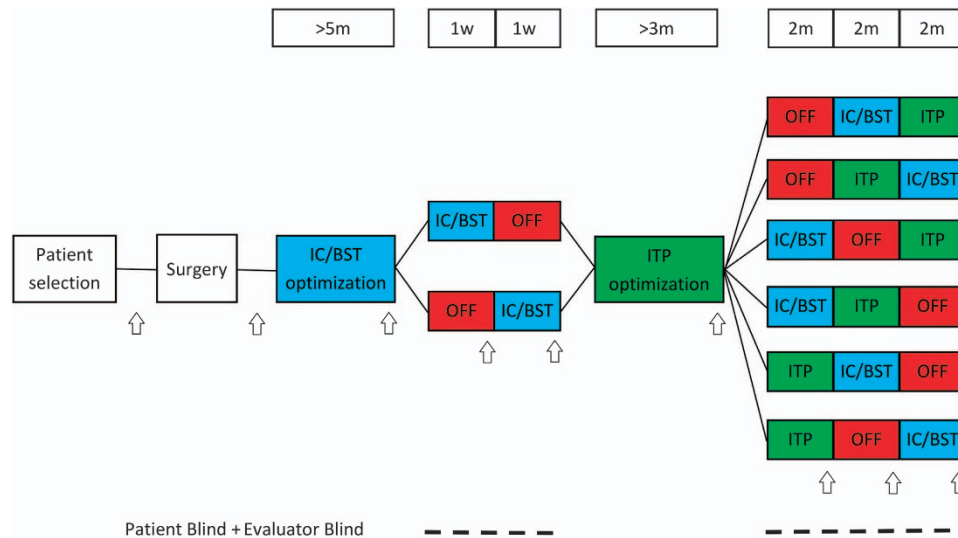 >5m 1w 1w >3m 2m 2m 2m
OFF IC/BST ITP
OFF ITP IC/BST
IC/BST OFF
IC/BST OFF ITP
Patient selection
Surgery
IC/BST optimization
ITP optimization
OFF IC/BST
IC/BST ITP OFF
ITP IC/BST OFF
ITP OFF IC/BST
Patient Blind + Evaluator Blind